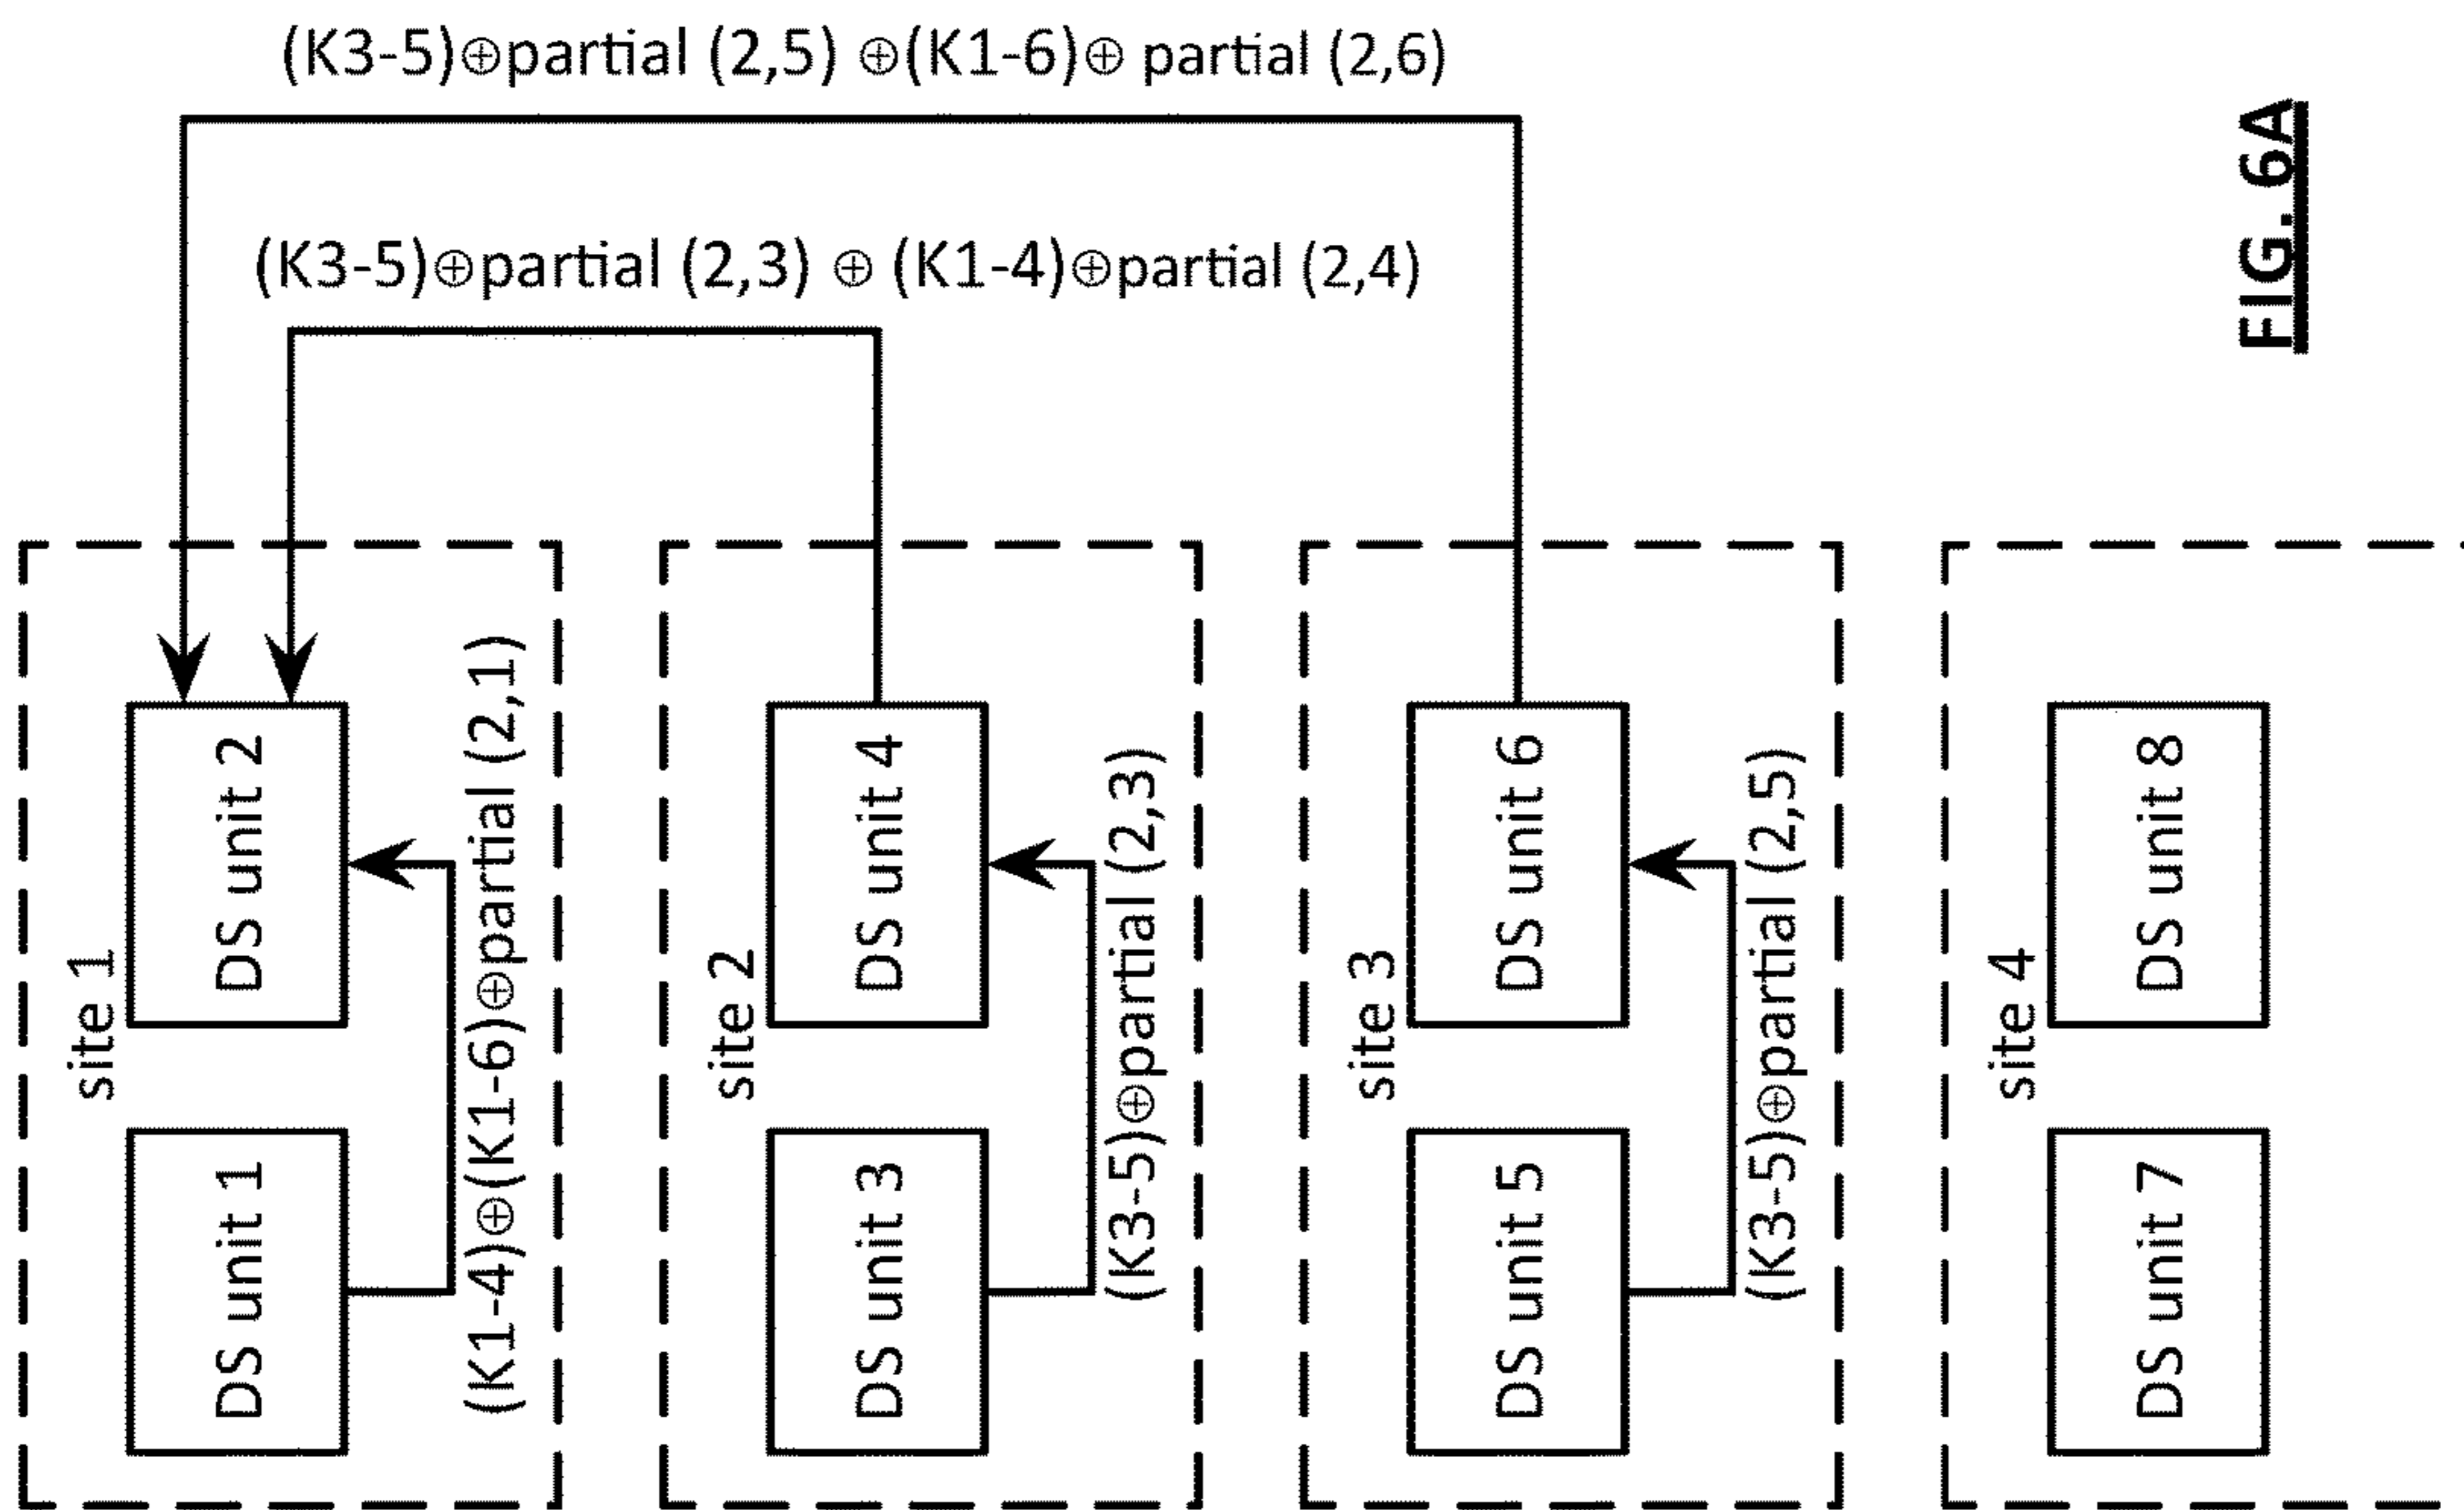 (K3-5)⊕partial (2,5) ⊕(K1-6)⊕ partial (2,6)
(K3-5)⊕partial (2,3) ⊕ (K1-4)⊕partial (2,4)
site 1
DS unit 1
DS unit 2
(K1-4)⊕(K1-6)⊕partial (2,1)
site 2
DS unit 3
DS unit 4
(K3-5)⊕partial (2,3)
site 3
DS unit 5
DS unit 6
(K3-5)⊕partial (2,5)
site 4
DS unit 7
DS unit 8
FIG. 6A